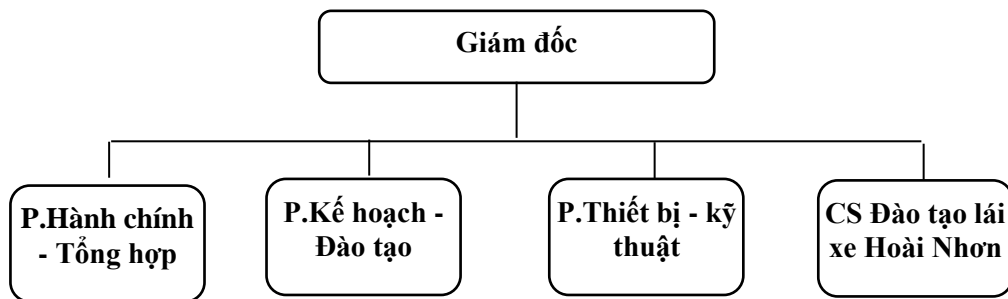 Giám đốc
P.Hành chính
- Tổng hợp
P.Kế hoạch -
Đào tạo
P.Thiết bị - kỹ
thuật
CS Đào tạo lái
xe Hoài Nhơn